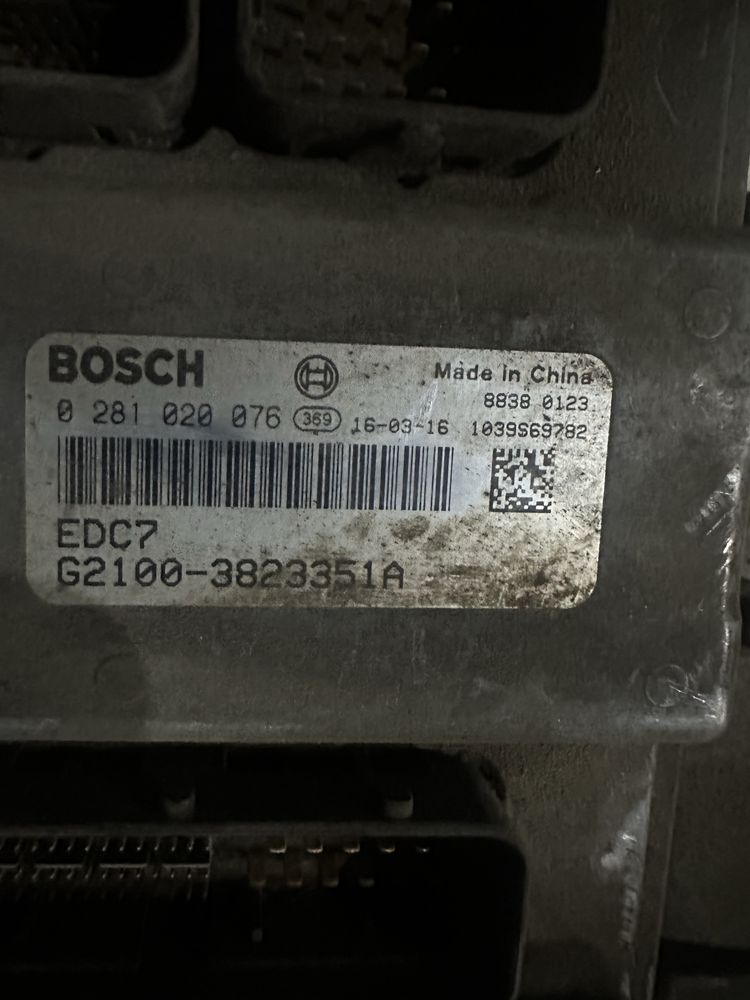 BOSCH
Made in China
8838 0123
0 281 020 076 369 16-03-16 1039S69782
EDC7
G2100-3823351A